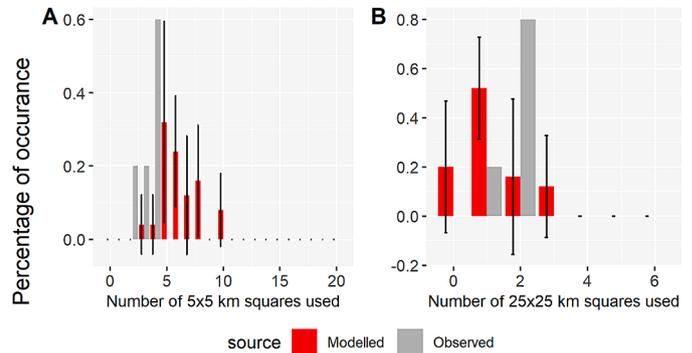 A
B
Percentage of occurance
0.6
0.4
0.2
0.0
0 5 10 15 20
Number of 5x5 km squares used
0.8
0.6
0.4
0.2
0.0
-0.2
0 2 4 6
Number of 25x25 km squares used
source Modelled Observed